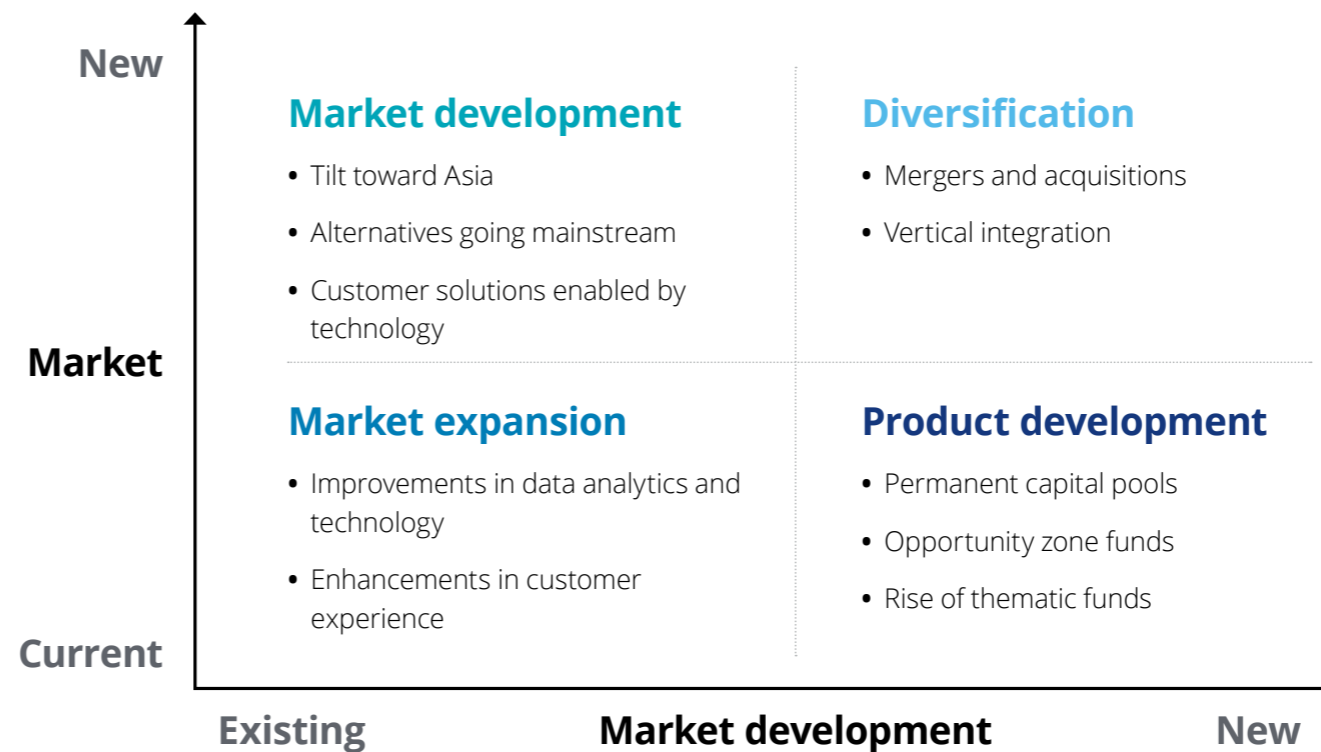 New
Market development
• Tilt toward Asia
• Alternatives going mainstream
• Customer solutions enabled by
technology
Diversification
• Mergers and acquisitions
• Vertical integration
Market
Market expansion
• Improvements in data analytics and
technology
• Enhancements in customer
experience
Product development
• Permanent capital pools
• Opportunity zone funds
• Rise of thematic funds
Current
Existing
Market development
New